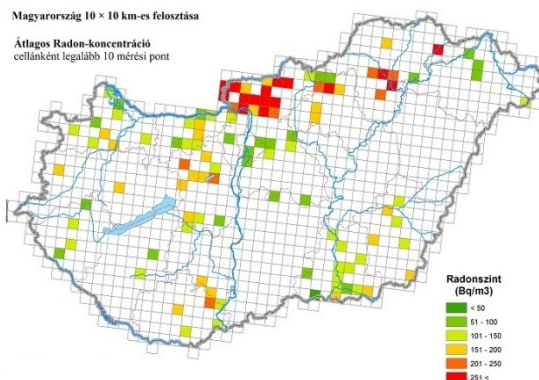 Magyarország 10 × 10 km-es felosztása
Átlagos Radon-koncentráció
cellánként legalább 10 mérési pont
Radonszint
(Bq/m3)
< 50
51 - 100
101 - 150
151 - 200
201 - 250
251 <